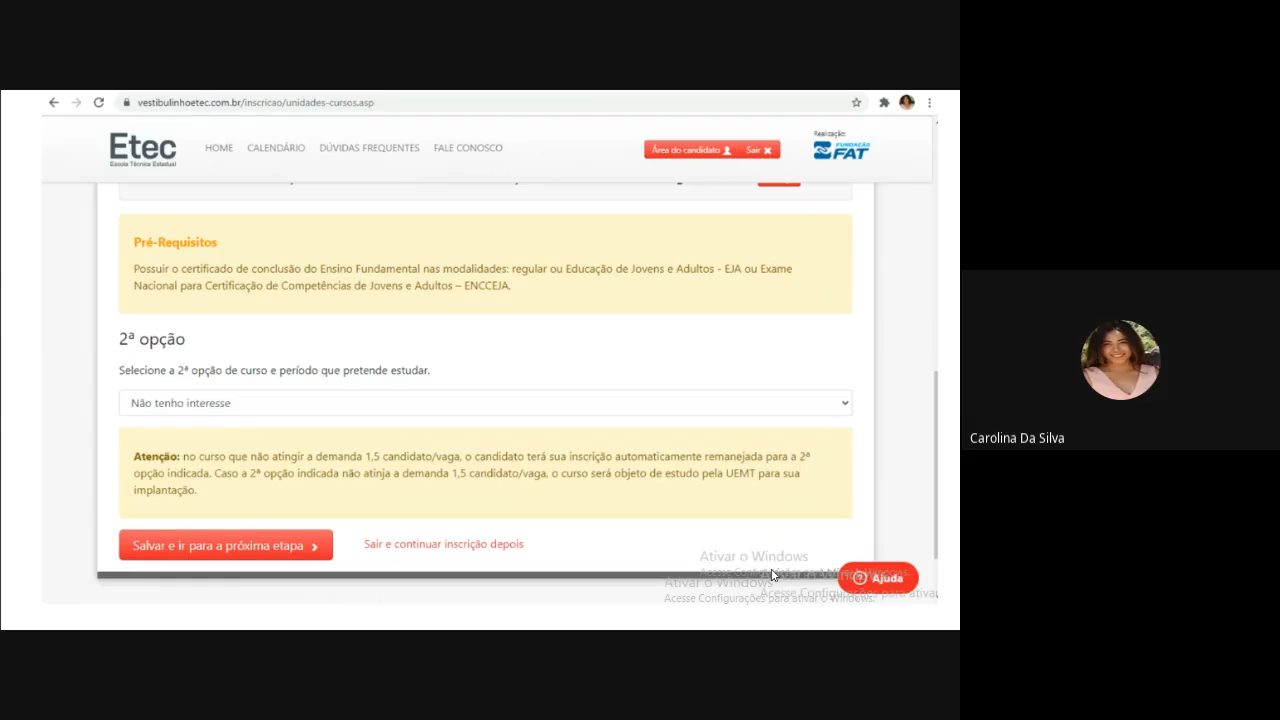 vestibulinhoetec.com.br/inscricao/unidades-cursos.asp
Etec
Escola Técnica Estadual
HOME
CALENDÁRIO
DÚVIDAS FREQUENTES
FALE CONOSCO
Área do candidato
Sair
Realização
FUNDAÇÃO
FAT
Pré-Requisitos
Possuir o certificado de conclusão do Ensino Fundamental nas modalidades: regular ou Educação de Jovens e Adultos - EJA ou Exame
Nacional para Certificação de Competências de Jovens e Adultos – ENCCEJA.
2ª opção
Selecione a 2ª opção de curso e período que pretende estudar.
Não tenho interesse
Atenção: no curso que não atingir a demanda 1,5 candidato/vaga, o candidato terá sua inscrição automaticamente remanejada para a 2ª
opção indicada. Caso a 2ª opção indicada não atinja a demanda 1,5 candidato/vaga, o curso será objeto de estudo pela UEMT para sua
implantação.
Salvar e ir para a próxima etapa
Sair e continuar inscrição depois
Ativar o Windows
Ativar o Windows
Acesse Configurações para ativar o Windows.
Acesse Configurações para ativa
Ajuda
Carolina Da Silva